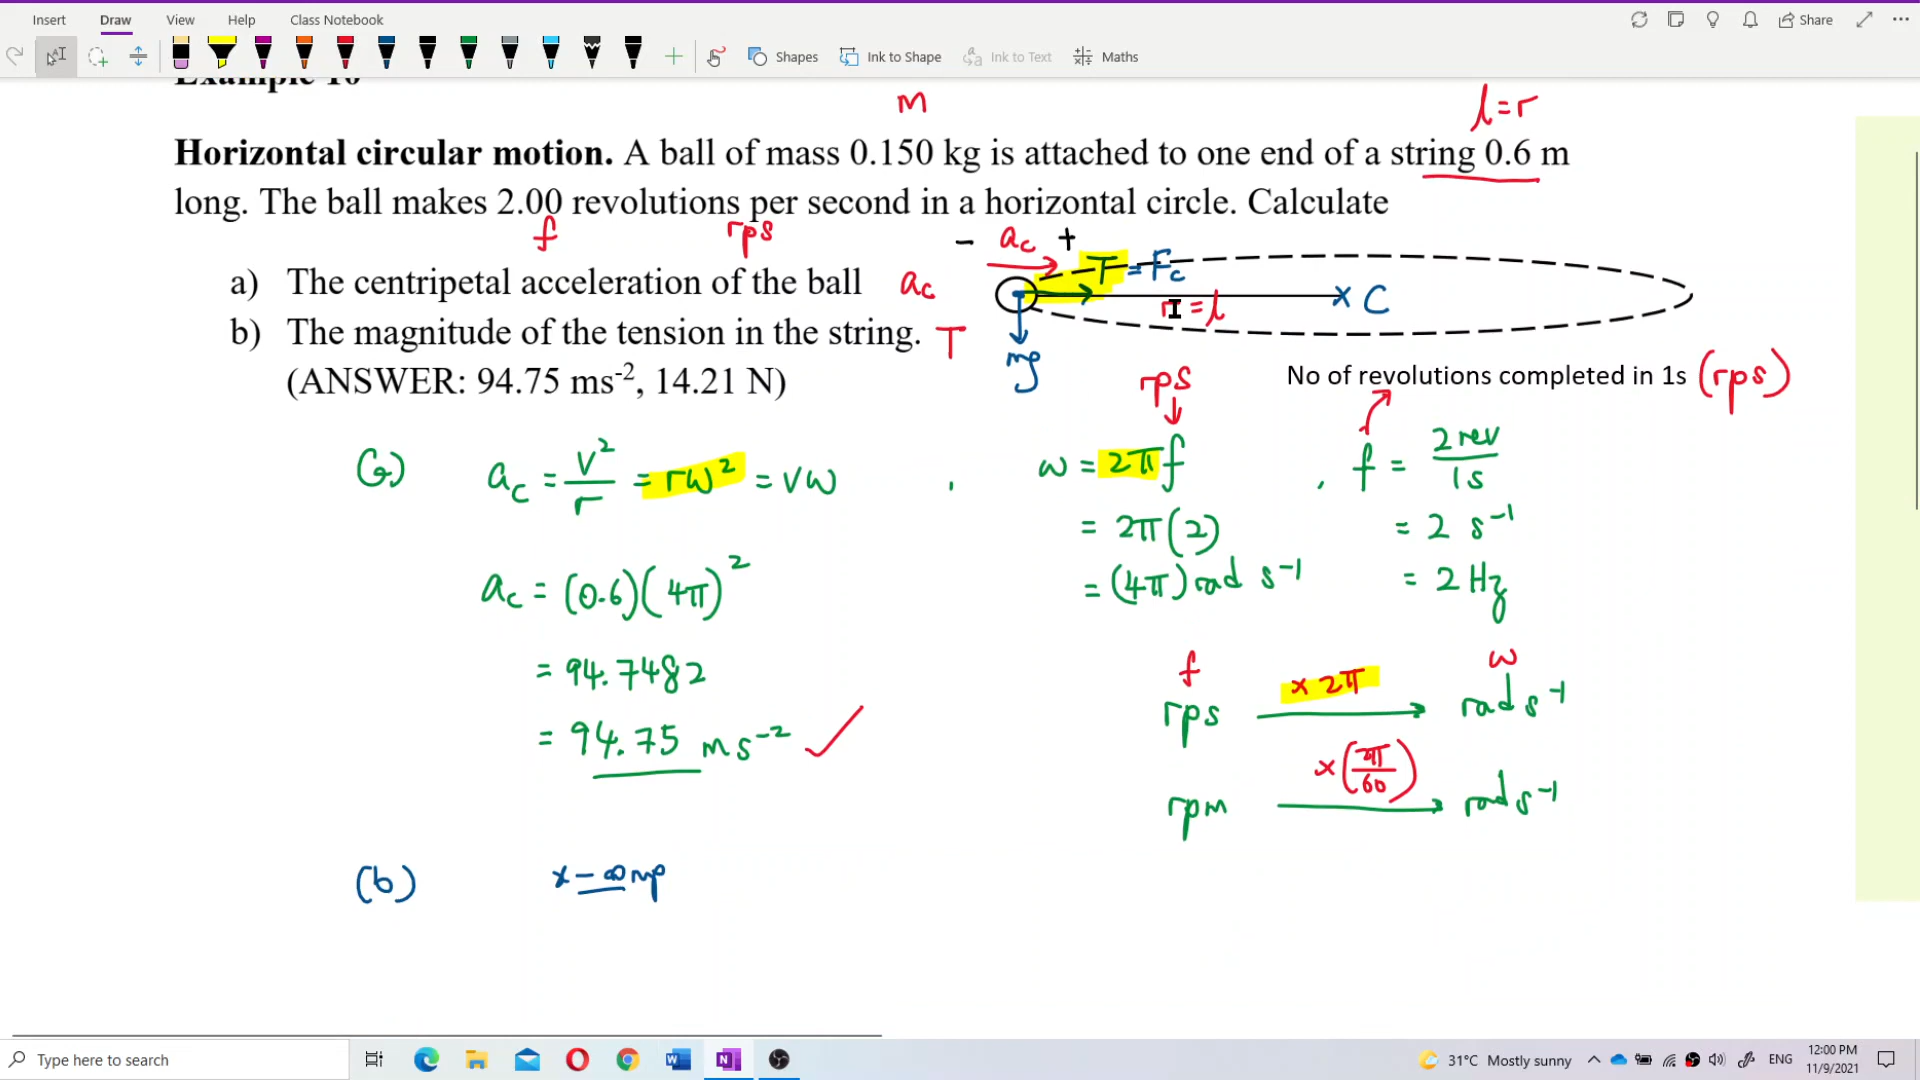 Insert Draw View Help Class Notebook Share
Shapes Ink to Shape Ink to Text Maths
Example 10
m
l = r
Horizontal circular motion. A ball of mass 0.150 kg is attached to one end of a string 0.6 m
long. The ball makes 2.00 revolutions per second in a horizontal circle. Calculate
f rps
- ac +
T = Fc
a) The centripetal acceleration of the ball ac
r = l
x C
b) The magnitude of the tension in the string. T
mg
(ANSWER: 94.75 ms-2, 14.21 N)
rps
No of revolutions completed in 1s (rps)
(a) ac = v²/r = rω² = vω , ω = 2πf , f = 2 rev/1s
= 2π(2) = 2 s⁻¹
ac = (0.6)(4π)² = (4π) rad s⁻¹ = 2 Hz
= 94.7482
f ω
rps × 2π rad s⁻¹
= 94.75 ms⁻²
×(2π/60)
rpm rad s⁻¹
(b) x - comp
Type here to search
31°C Mostly sunny ENG 12:00 PM
11/9/2021